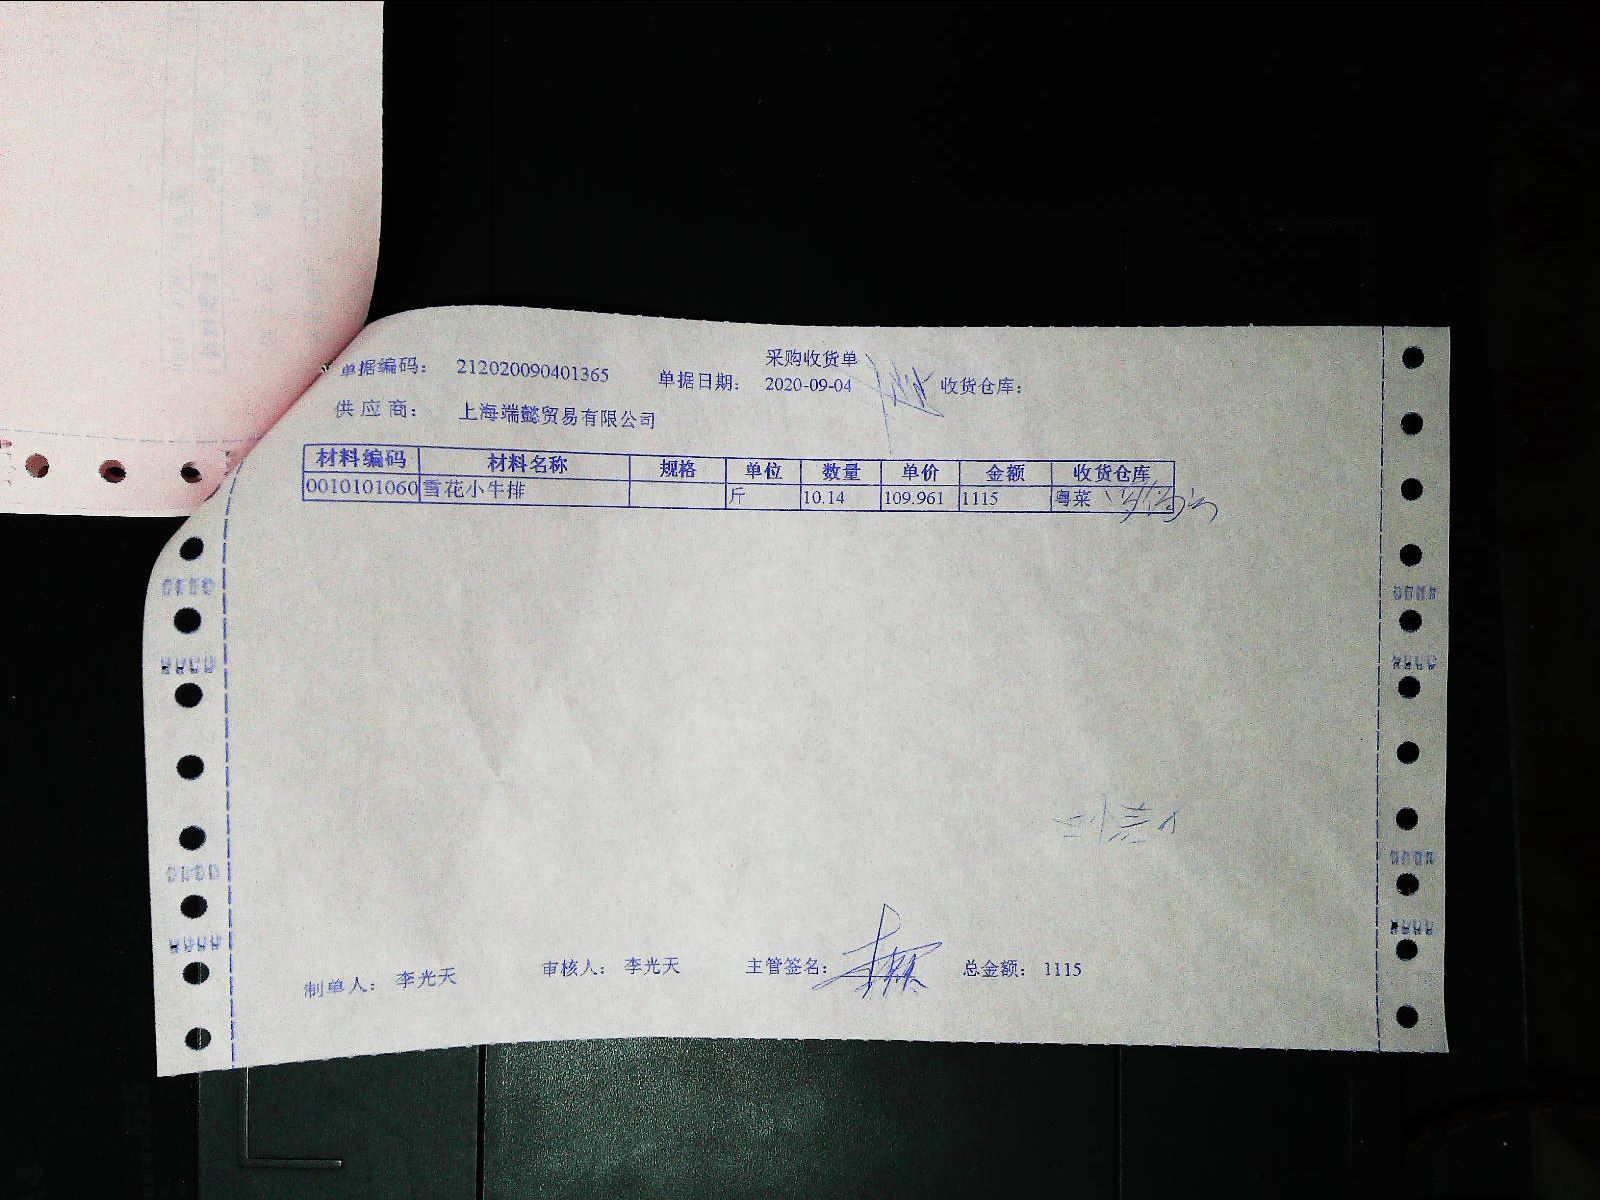 采购收货单
单据编码: 212020090401365 单据日期: 2020-09-04 收货仓库:
供应商: 上海端懿贸易有限公司
材料编码 材料名称 规格 单位 数量 单价 金额 收货仓库
0010101060 雪花小牛排 斤 10.14 109.961 1115 粤菜
制单人: 李光天 审核人: 李光天 主管签名: 总金额: 1115